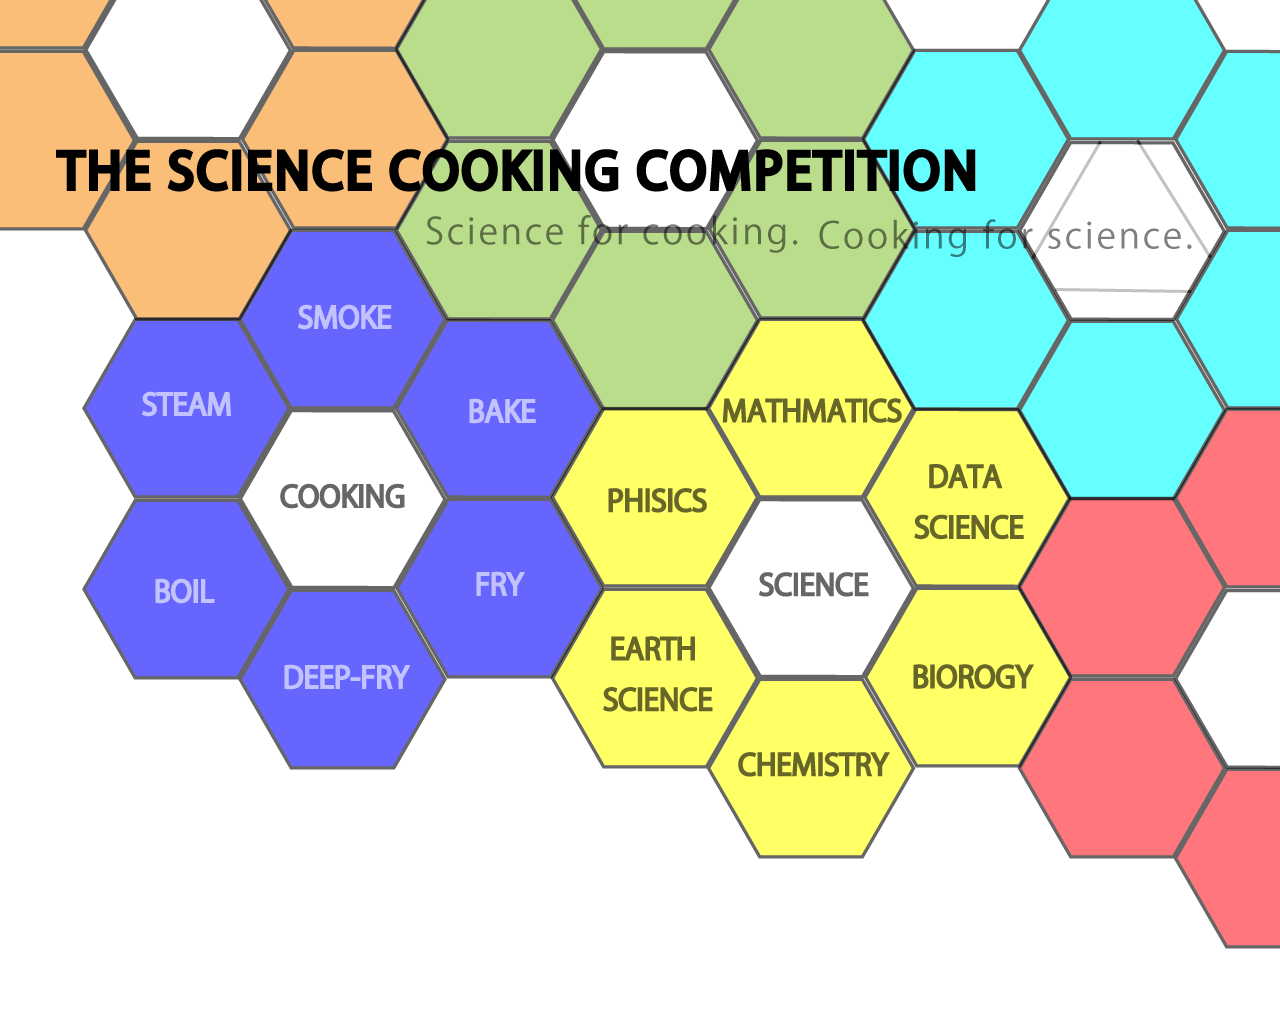 THE SCIENCE COOKING COMPETITION
Science for cooking. Cooking for science.
SMOKE
STEAM
BAKE
COOKING
BOIL
FRY
DEEP-FRY
MATHMATICS
PHISICS
DATA
SCIENCE
SCIENCE
EARTH
SCIENCE
BIOROGY
CHEMISTRY